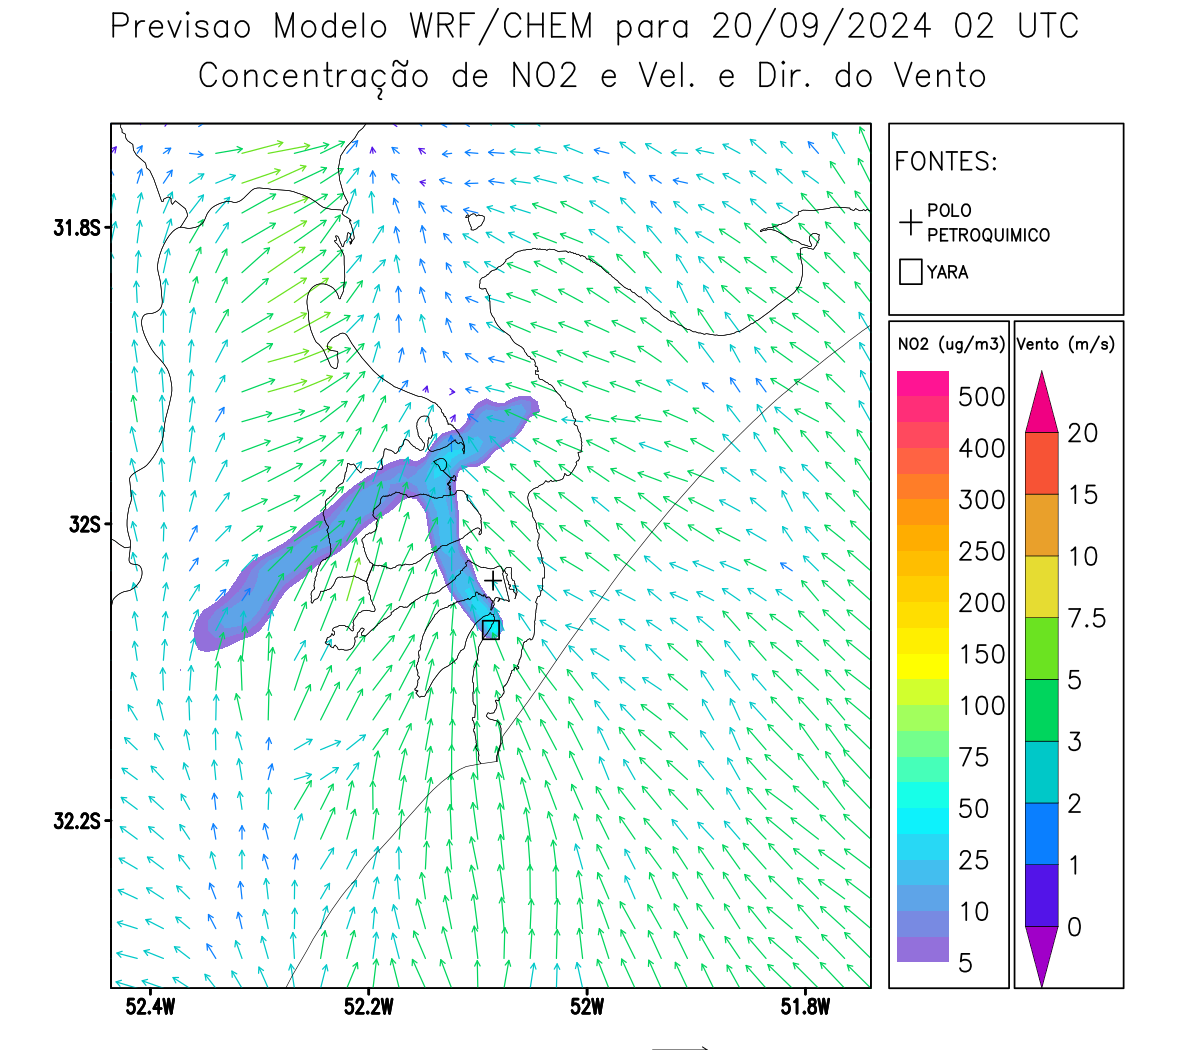 Previsao Modelo WRF/CHEM para 20/09/2024 02 UTC
Concentração de NO2 e Vel. e Dir. do Vento
FONTES:
POLO
PETROQUIMICO
YARA
NO2 (ug/m3)
500
400
300
250
200
150
100
75
50
25
10
5
Vento (m/s)
20
15
10
7.5
5
3
2
1
0
31.8S
32S
32.2S
52.4W
52.2W
52W
51.8W